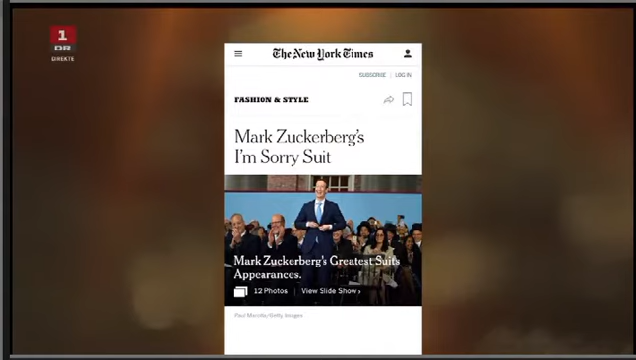 1
DR
DIREKTE
The New York Times
SUBSCRIBE | LOG IN
FASHION & STYLE
Mark Zuckerberg's
I'm Sorry Suit
Mark Zuckerberg's Greatest Suits
Appearances.
12 Photos | View Slide Show ›
Paul Marotta/Getty Images